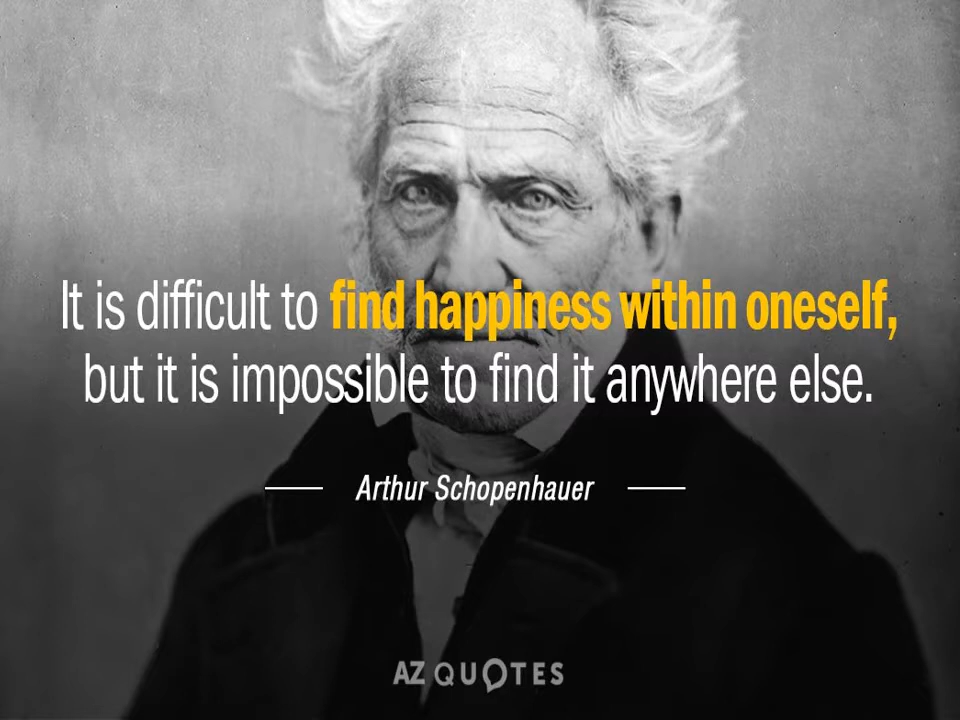 It is difficult to find happiness within oneself,
but it is impossible to find it anywhere else.
Arthur Schopenhauer
AZ QUOTES